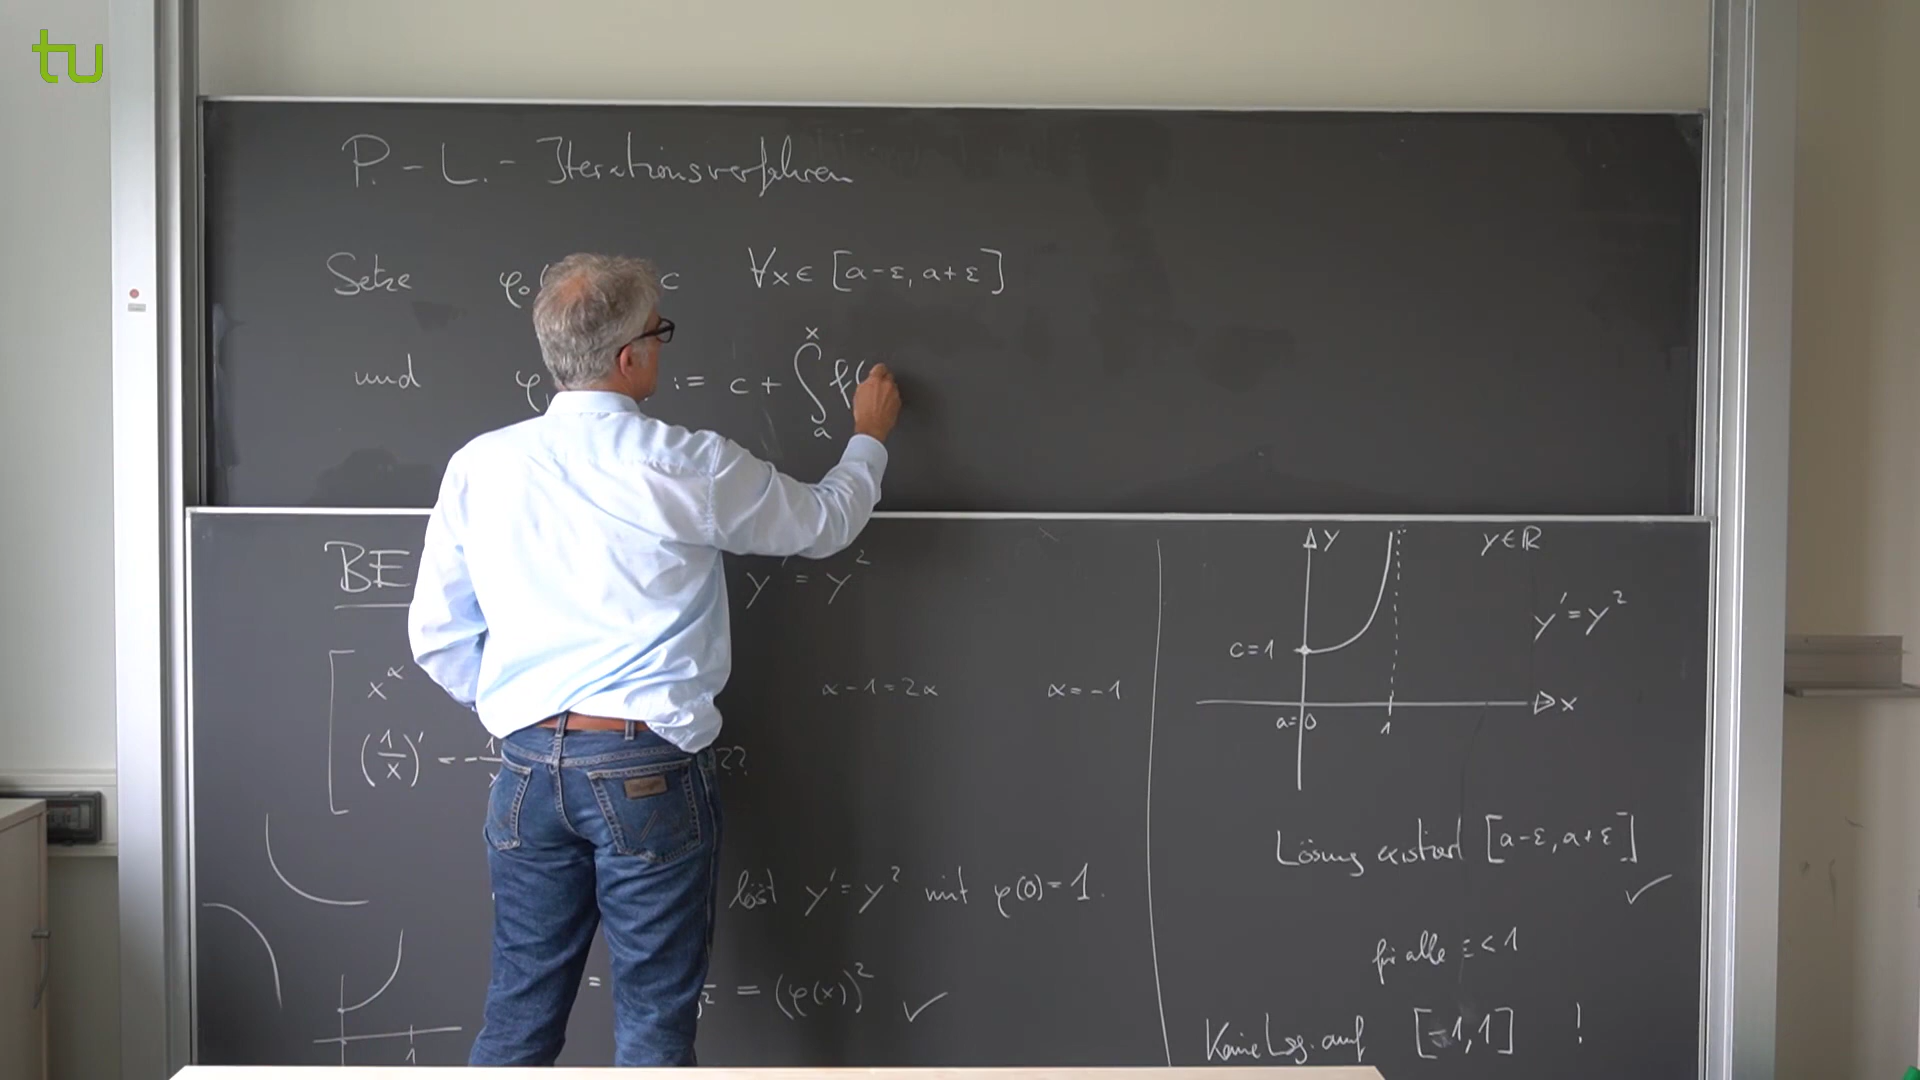 tu
P.-L.-Iterationsverfahren
Setze φ₀( c ∀x∈[a-ε, a+ε]
und φ := c + ∫ₐˣ f(
BE y' = y²
x^α α-1=2α α=-1
(1/x)' = -1 ??
löst y'=y² mit φ(0)=1.
= = (φ(x))² ✓
1
y y∈ℝ
y'=y²
c=1
x
a=0 1
Lösung existiert [a-ε, a+ε]
✓
für alle ε<1
Keine Lsg. auf [-1,1] !